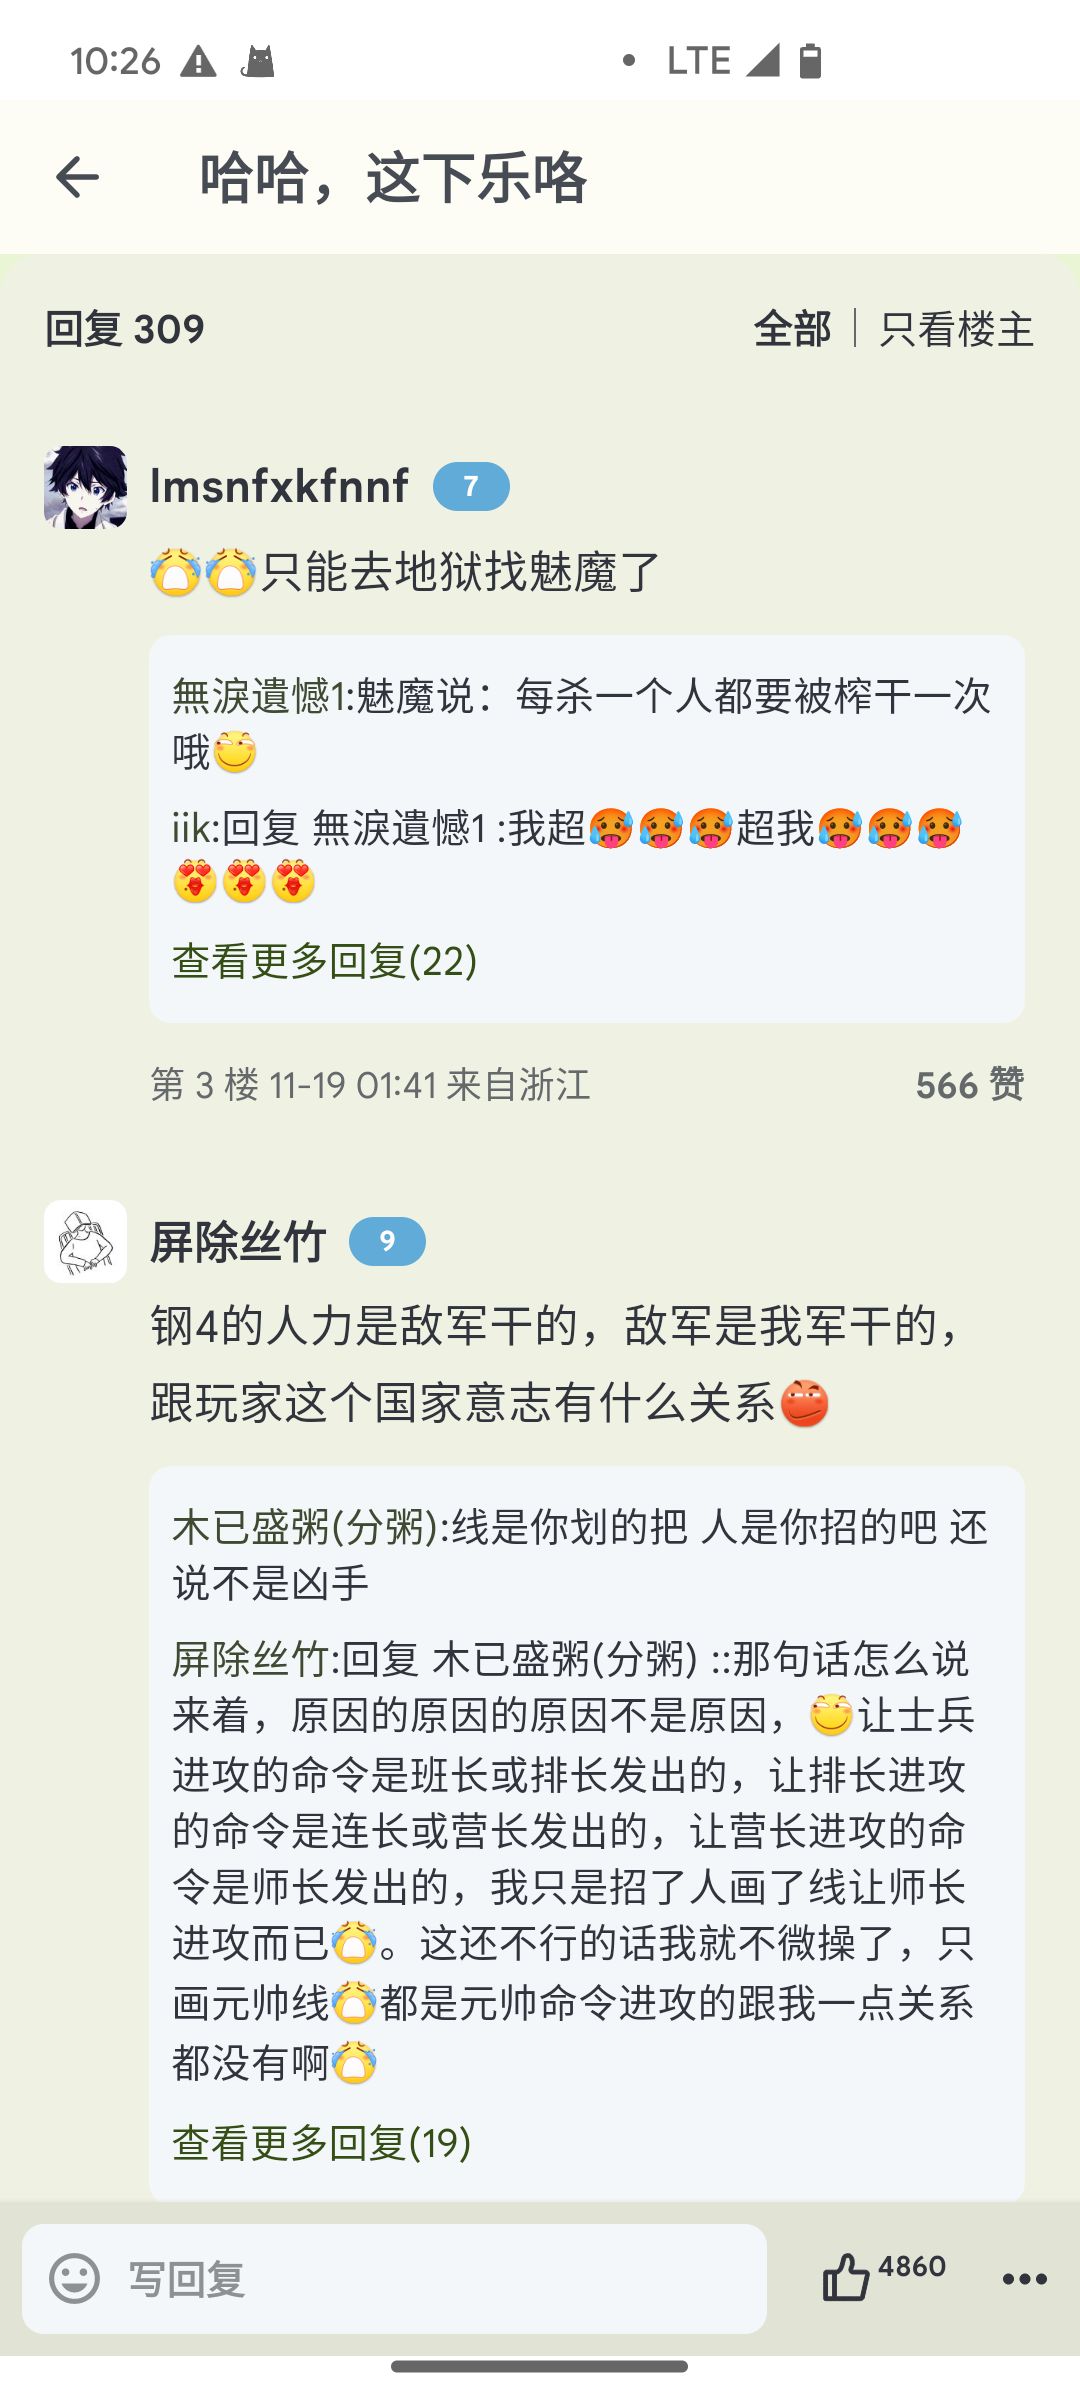 10:26 LTE
哈哈，这下乐咯
回复 309 全部 只看楼主
lmsnfxkfnnf 7
只能去地狱找魅魔了
無淚遺憾1:魅魔说：每杀一个人都要被榨干一次
哦
iik:回复 無淚遺憾1 :我超超我
查看更多回复(22)
第 3 楼 11-19 01:41 来自浙江 566 赞
屏除丝竹 9
钢4的人力是敌军干的，敌军是我军干的，
跟玩家这个国家意志有什么关系
木已盛粥(分粥):线是你划的把 人是你招的吧 还
说不是凶手
屏除丝竹:回复 木已盛粥(分粥) ::那句话怎么说
来着，原因的原因的原因不是原因，让士兵
进攻的命令是班长或排长发出的，让排长进攻
的命令是连长或营长发出的，让营长进攻的命
令是师长发出的，我只是招了人画了线让师长
进攻而已。这还不行的话我就不微操了，只
画元帅线都是元帅命令进攻的跟我一点关系
都没有啊
查看更多回复(19)
写回复 4860